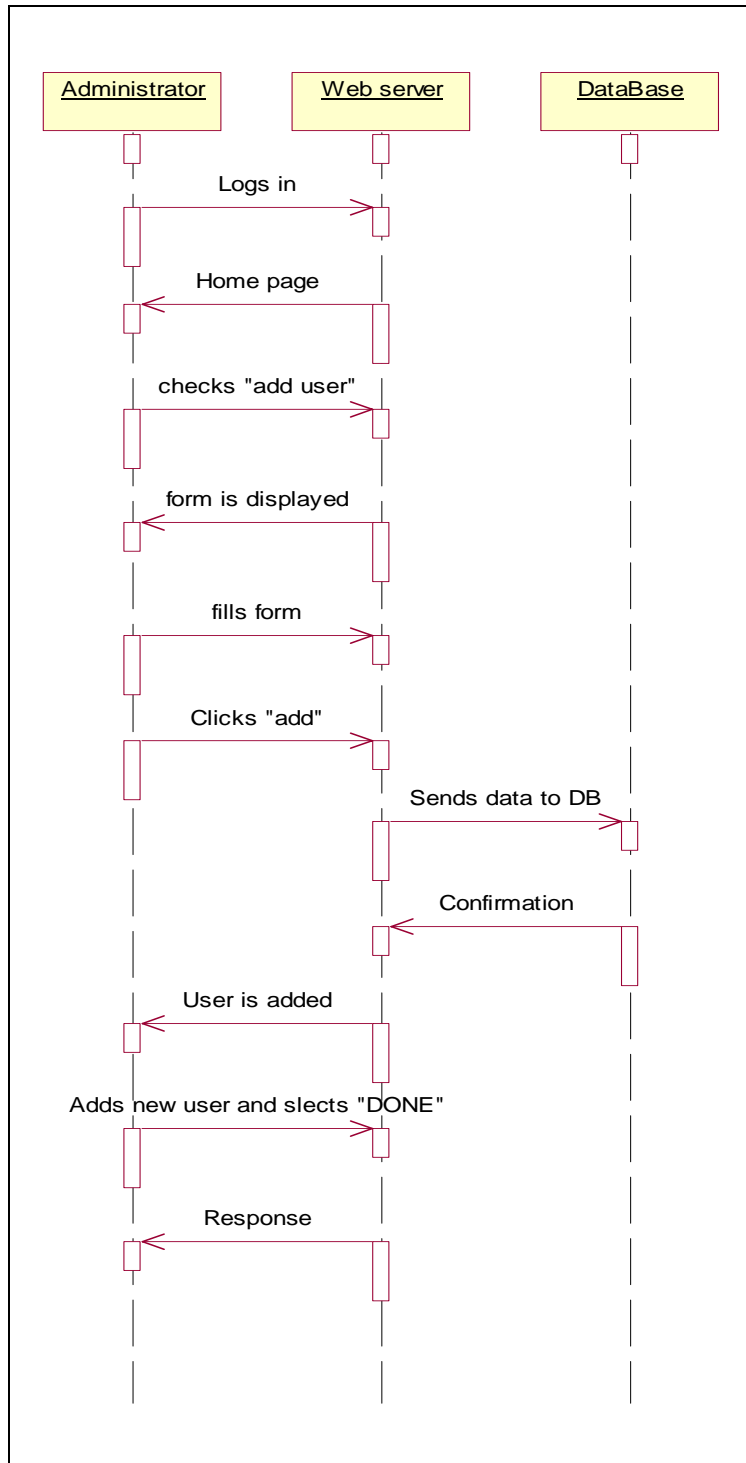 Administrator
Web server
DataBase
Logs in
Home page
checks "add user"
form is displayed
fills form
Clicks "add"
Sends data to DB
Confirmation
User is added
Adds new user and slects "DONE"
Response